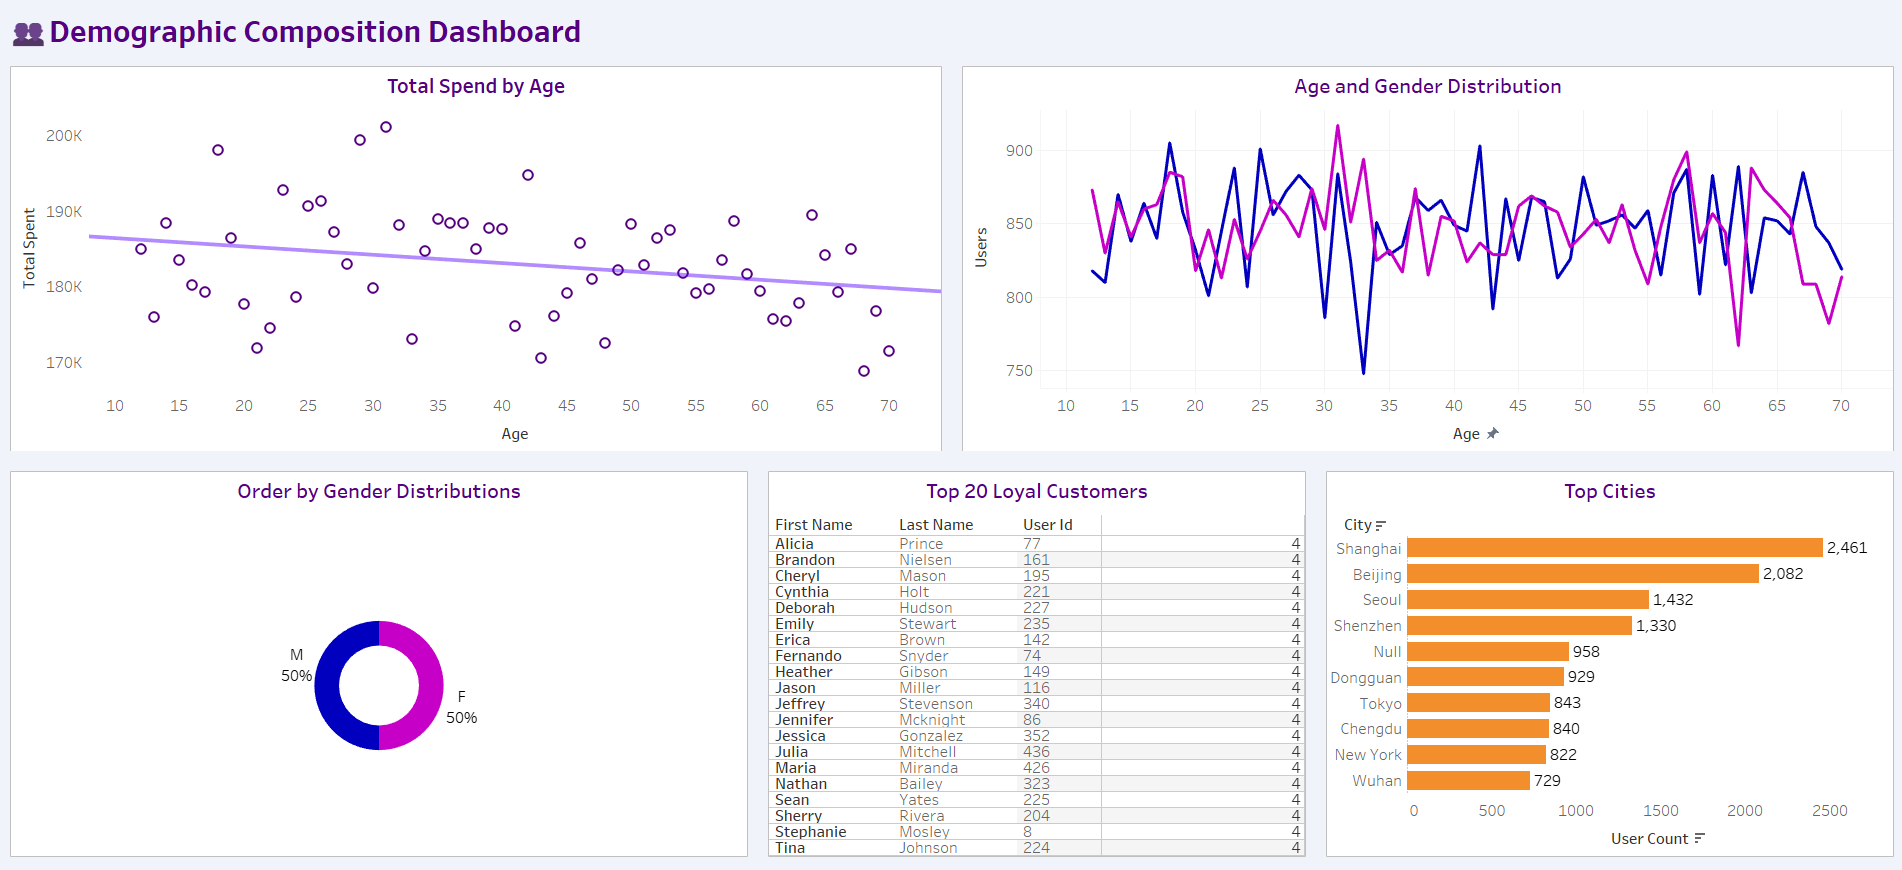 Demographic Composition Dashboard
Total Spend by Age
200K
190K
180K
170K
Total Spent
10 15 20 25 30 35 40 45 50 55 60 65 70
Age
Age and Gender Distribution
900
850
800
750
Users
10 15 20 25 30 35 40 45 50 55 60 65 70
Age
Order by Gender Distributions
M
50%
F
50%
Top 20 Loyal Customers
First Name Last Name User Id
Alicia Prince 77 4
Brandon Nielsen 161 4
Cheryl Mason 195 4
Cynthia Holt 221 4
Deborah Hudson 227 4
Emily Stewart 235 4
Erica Brown 142 4
Fernando Snyder 74 4
Heather Gibson 149 4
Jason Miller 116 4
Jeffrey Stevenson 340 4
Jennifer Mcknight 86 4
Jessica Gonzalez 352 4
Julia Mitchell 436 4
Maria Miranda 426 4
Nathan Bailey 323 4
Sean Yates 225 4
Sherry Rivera 204 4
Stephanie Mosley 8 4
Tina Johnson 224 4
Top Cities
City
Shanghai 2,461
Beijing 2,082
Seoul 1,432
Shenzhen 1,330
Null 958
Dongguan 929
Tokyo 843
Chengdu 840
New York 822
Wuhan 729
0 500 1000 1500 2000 2500
User Count